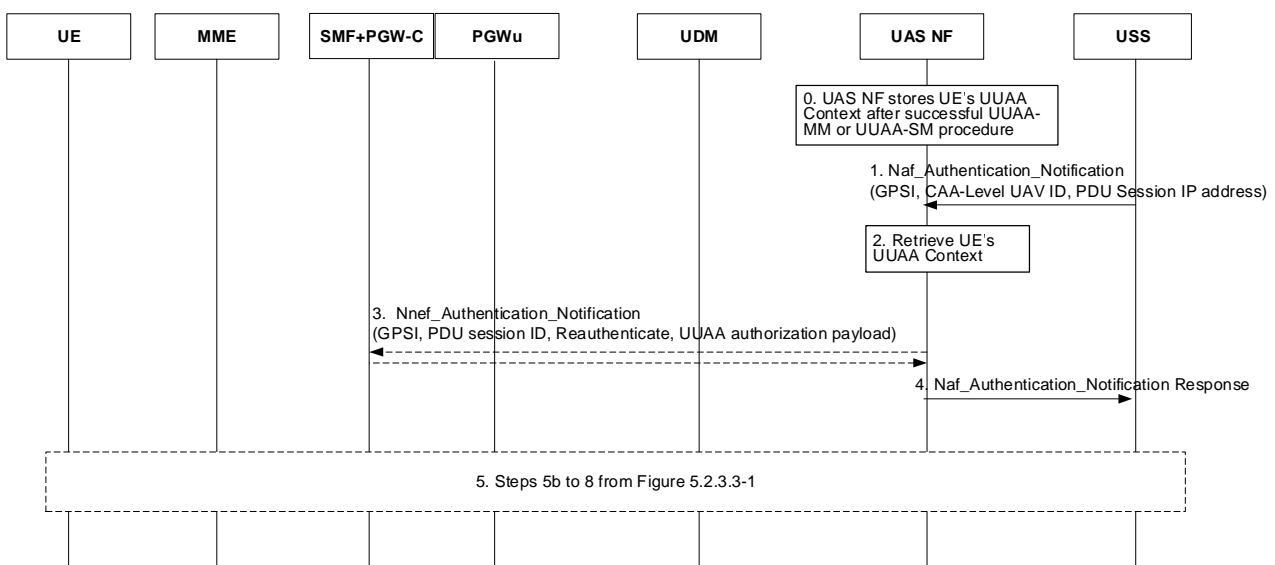 UE
MME
SMF+PGW-C
PGWu
UDM
UAS NF
USS
0. UAS NF stores UE's UUAA
Context after successful UUAA-
MM or UUAA-SM procedure
1. Naf_Authentication_Notification
(GPSI, CAA-Level UAV ID, PDU Session IP address)
2. Retrieve UE's
UUAA Context
3. Nnef_Authentication_Notification
(GPSI, PDU session ID, Reauthenticate, UUAA authorization payload)
4. Naf_Authentication_Notification Response
5. Steps 5b to 8 from Figure 5.2.3.3-1